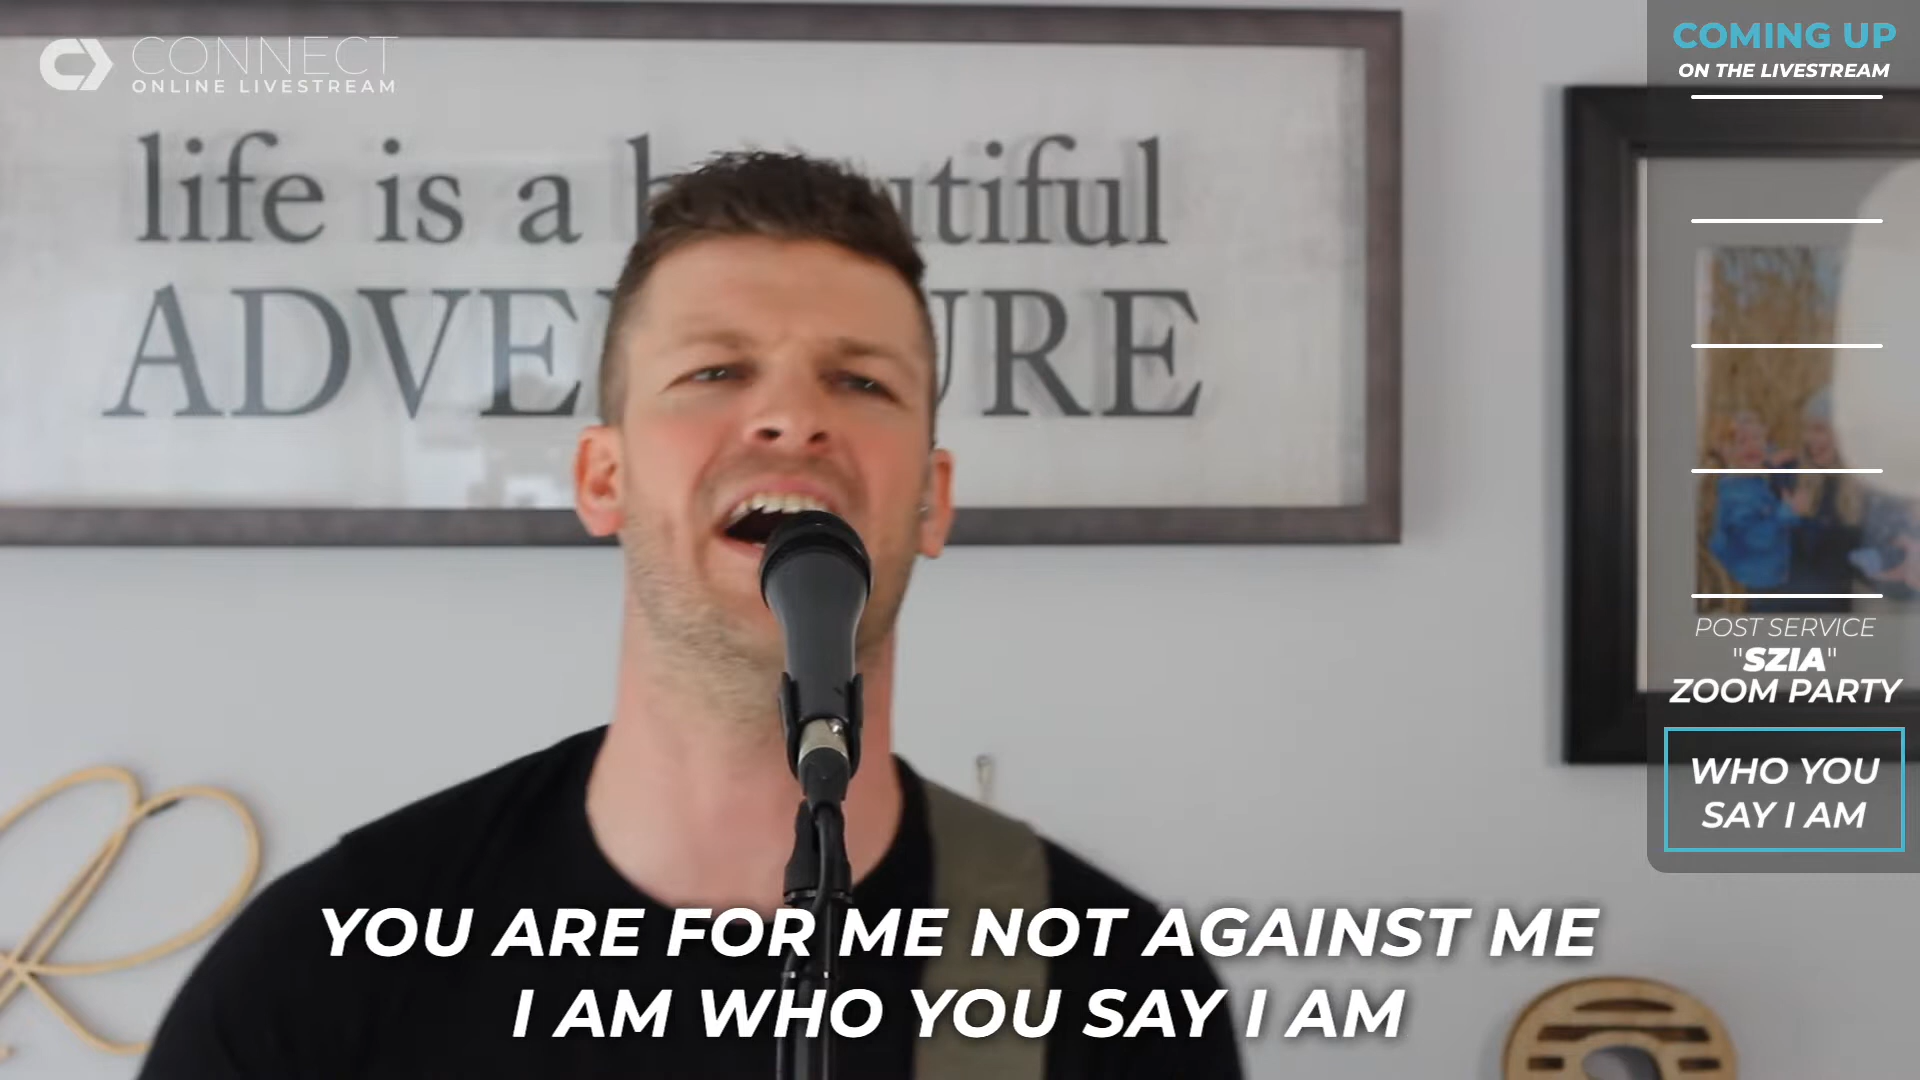 CONNECT
ONLINE LIVESTREAM
life is a
utiful
ADVE
URE
COMING UP
ON THE LIVESTREAM
POST SERVICE
"SZIA"
ZOOM PARTY
WHO YOU
SAY I AM
YOU ARE FOR ME NOT AGAINST ME
I AM WHO YOU SAY I AM